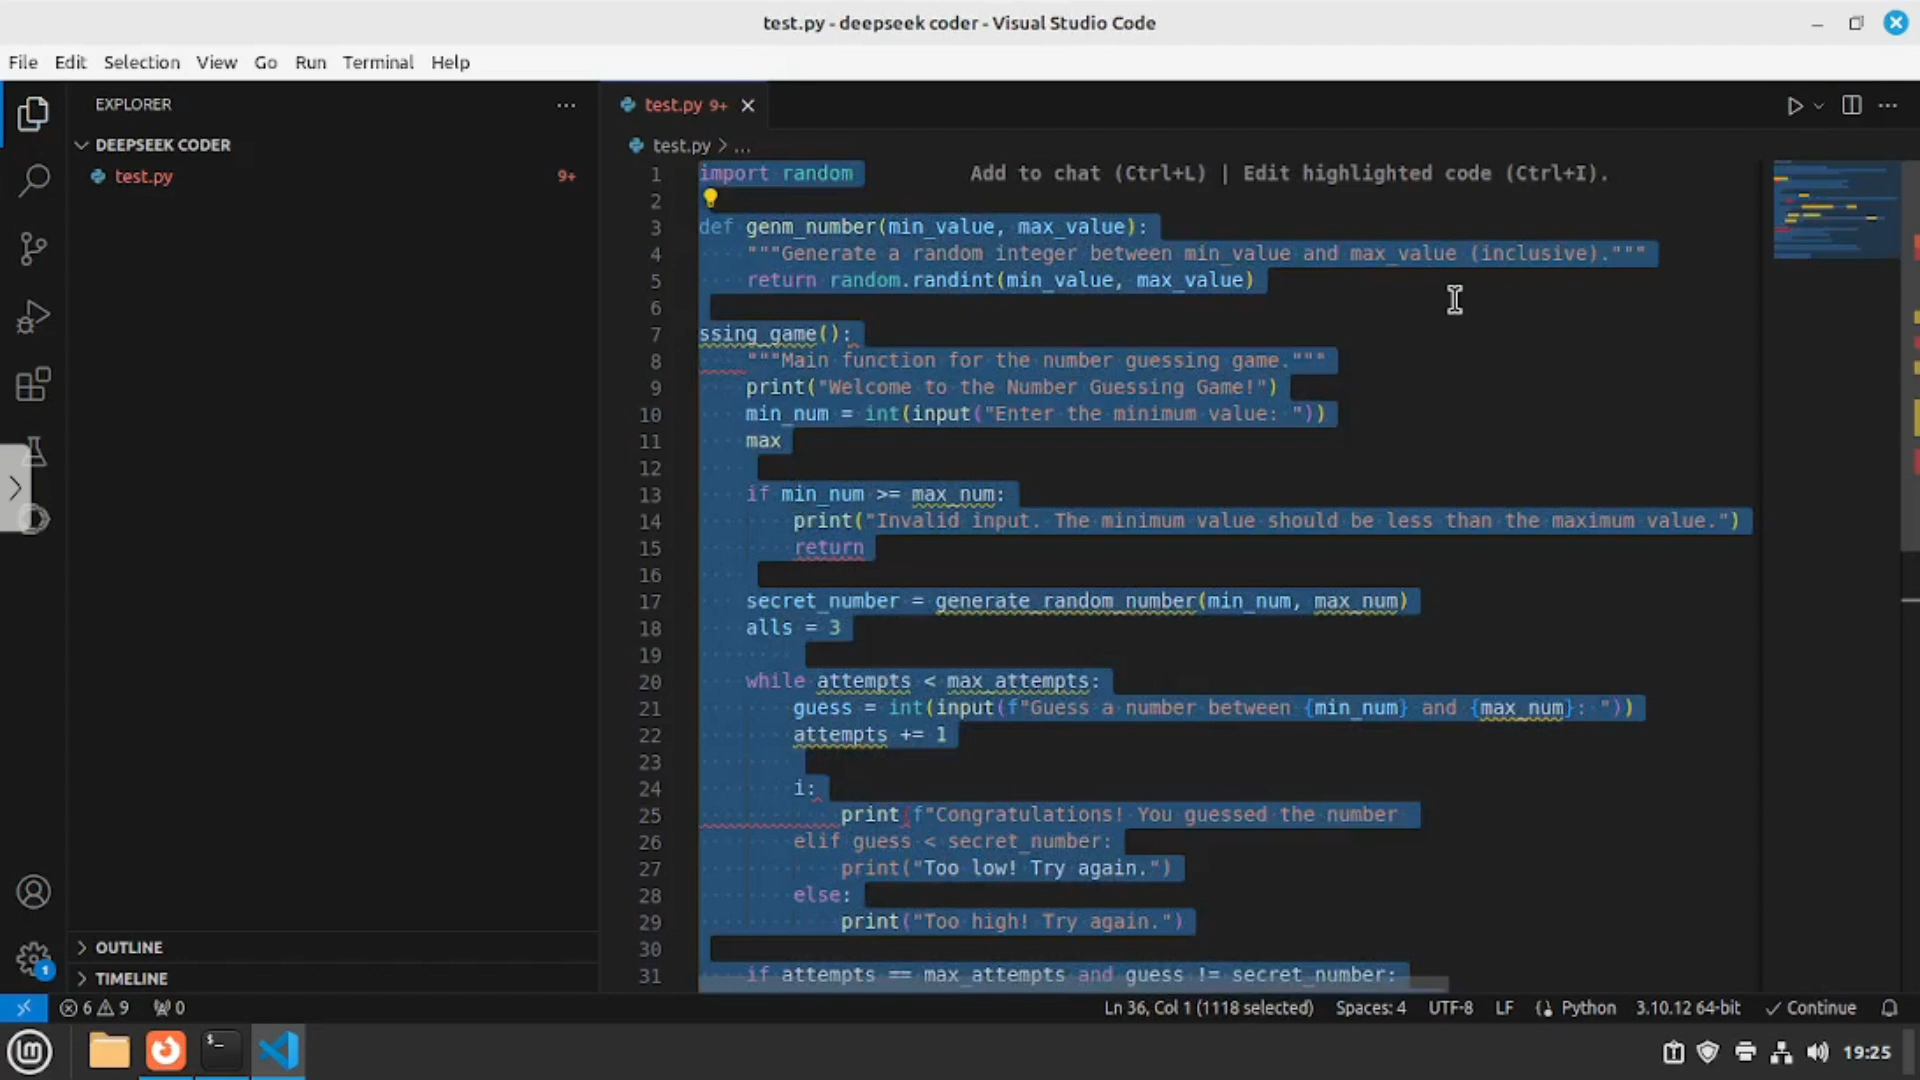 test.py - deepseek coder - Visual Studio Code
File Edit Selection View Go Run Terminal Help
EXPLORER ...
DEEPSEEK CODER
test.py 9+
test.py 9+
test.py > ...
1 import random Add to chat (Ctrl+L) | Edit highlighted code (Ctrl+I).
2
3 def genm_number(min_value, max_value):
4 """Generate a random integer between min_value and max_value (inclusive)."""
5 return random.randint(min_value, max_value)
6
7 ssing_game():
8 """Main function for the number guessing game."""
9 print("Welcome to the Number Guessing Game!")
10 min_num = int(input("Enter the minimum value: "))
11 max
12
13 if min_num >= max_num:
14 print("Invalid input. The minimum value should be less than the maximum value.")
15 return
16
17 secret_number = generate_random_number(min_num, max_num)
18 alls = 3
19
20 while attempts < max_attempts:
21 guess = int(input(f"Guess a number between {min_num} and {max_num}: "))
22 attempts += 1
23
24 i:
25 print(f"Congratulations! You guessed the number
26 elif guess < secret_number:
27 print("Too low! Try again.")
28 else:
29 print("Too high! Try again.")
30
31 if attempts == max_attempts and guess != secret_number:
OUTLINE
TIMELINE
1
6 9 0 Ln 36, Col 1 (1118 selected) Spaces: 4 UTF-8 LF Python 3.10.12 64-bit Continue
19:25